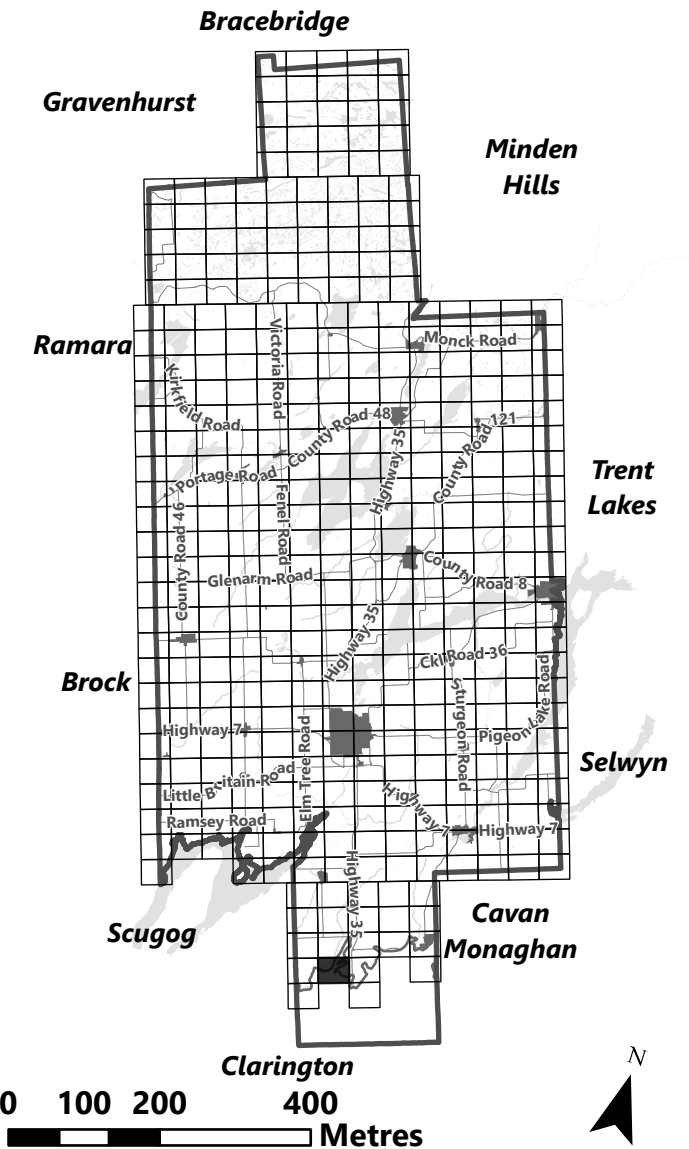 Bracebridge
Gravenhurst
Minden
Hills
Ramara
Monck Road
Victoria Road
Kirkfield Road
County Road 48
Highway 35
County Road 121
Portage Road
Trent
Lakes
Fenel Road
County Road 46
Glenarm Road
County Road 8
Highway 35
Ckl Road 36
Brock
Sturgeon Road
Pigeon Lake Road
Highway 7
Elm Tree Road
Selwyn
Little Britain Road
Highway 7
Ramsey Road
Highway 7
Highway 35
Scugog
Cavan
Monaghan
Clarington
N
0 100 200 400
Metres